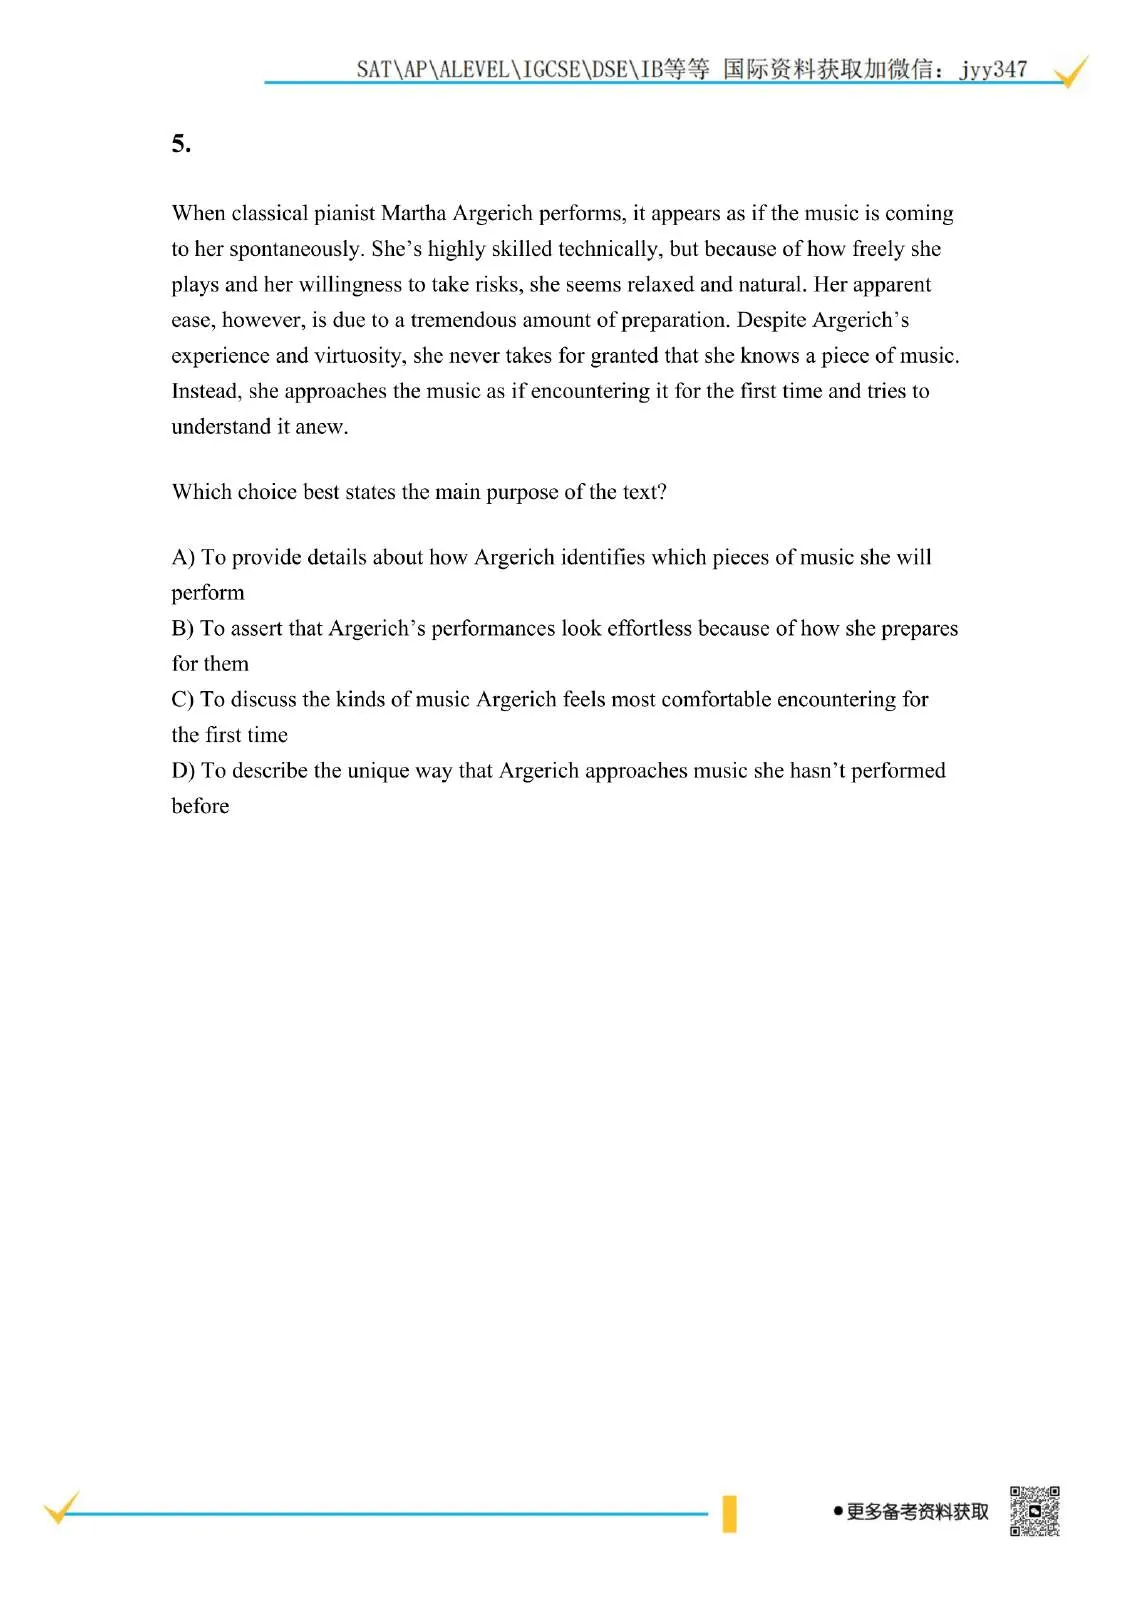 SAT\AP\ALEVEL\IGCSE\DSE\IB等等 国际资料获取加微信：jyy347
5.
When classical pianist Martha Argerich performs, it appears as if the music is coming
to her spontaneously. She’s highly skilled technically, but because of how freely she
plays and her willingness to take risks, she seems relaxed and natural. Her apparent
ease, however, is due to a tremendous amount of preparation. Despite Argerich’s
experience and virtuosity, she never takes for granted that she knows a piece of music.
Instead, she approaches the music as if encountering it for the first time and tries to
understand it anew.
Which choice best states the main purpose of the text?
A) To provide details about how Argerich identifies which pieces of music she will
perform
B) To assert that Argerich’s performances look effortless because of how she prepares
for them
C) To discuss the kinds of music Argerich feels most comfortable encountering for
the first time
D) To describe the unique way that Argerich approaches music she hasn’t performed
before
●更多备考资料获取